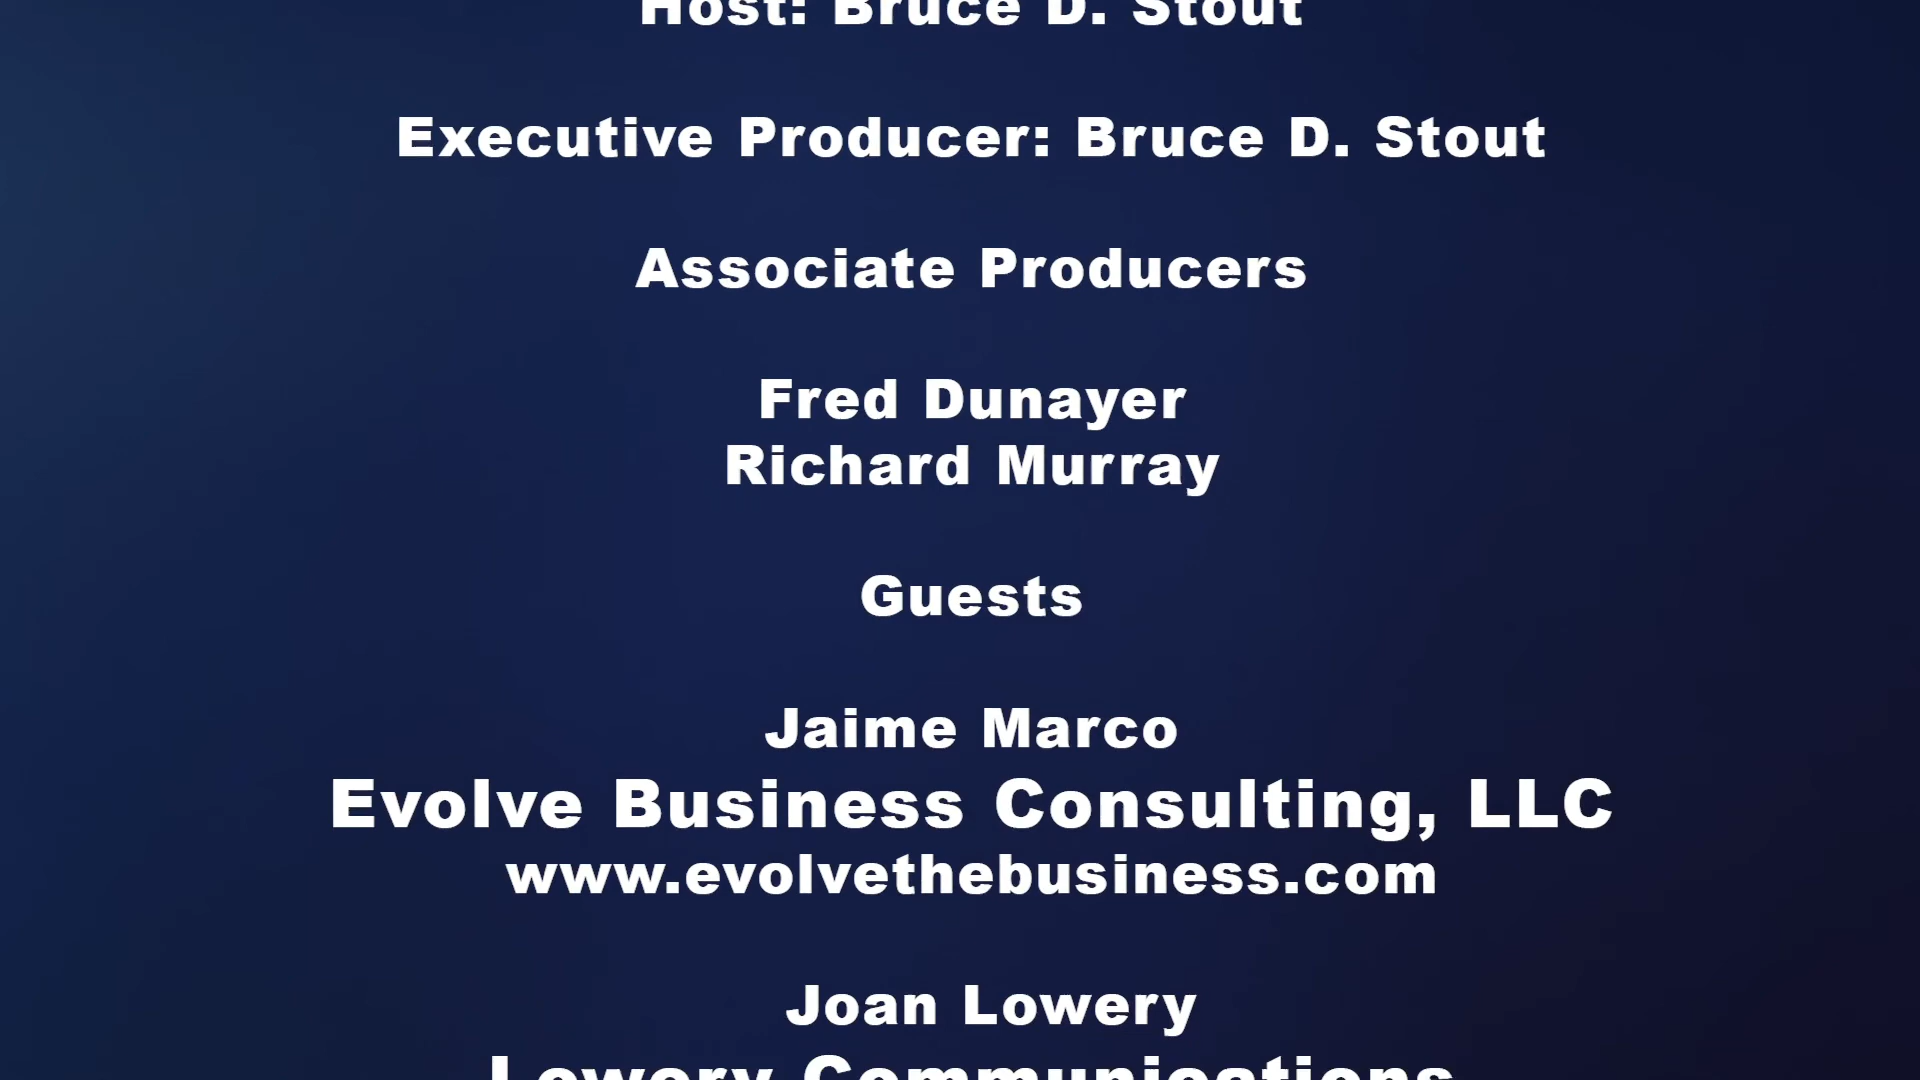 Host: Bruce D. Stout
Executive Producer: Bruce D. Stout
Associate Producers
Fred Dunayer
Richard Murray
Guests
Jaime Marco
Evolve Business Consulting, LLC
www.evolvethebusiness.com
Joan Lowery
Lowery Communications